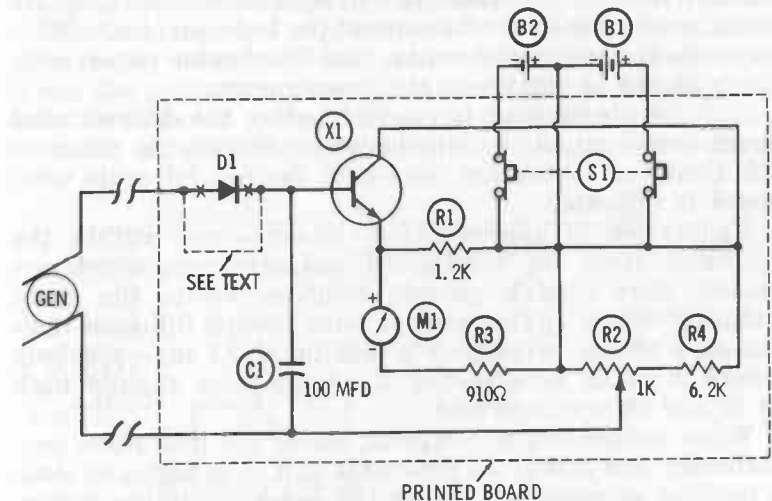 B2
B1
- +
- +
X1
D1
S1
R1
1.2K
SEE TEXT
GEN
+
M1
R3
R2
R4
C1
100 MFD
910Ω
1K
6.2K
PRINTED BOARD